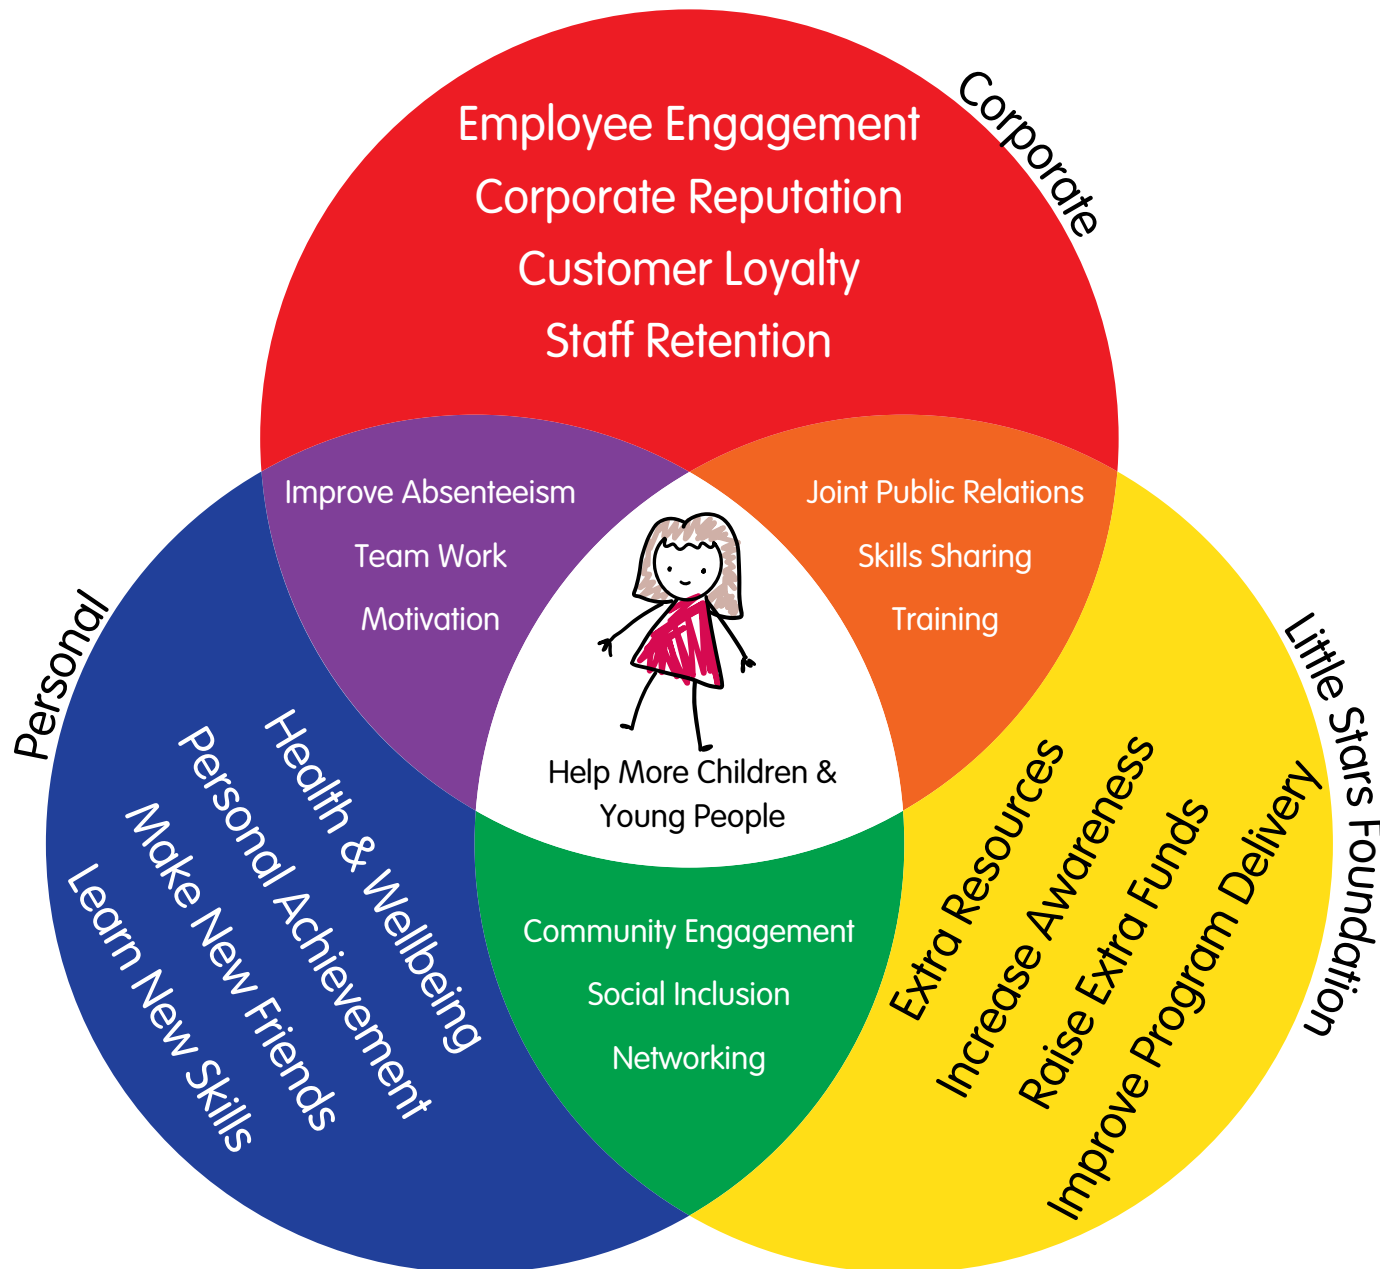 Corporate
Employee Engagement
Corporate Reputation
Customer Loyalty
Staff Retention
Improve Absenteeism
Team Work
Motivation
Joint Public Relations
Skills Sharing
Training
Help More Children &
Young People
Personal
Health & Wellbeing
Personal Achievement
Make New Friends
Learn New Skills
Community Engagement
Social Inclusion
Networking
Little Stars Foundation
Extra Resources
Increase Awareness
Raise Extra Funds
Improve Program Delivery